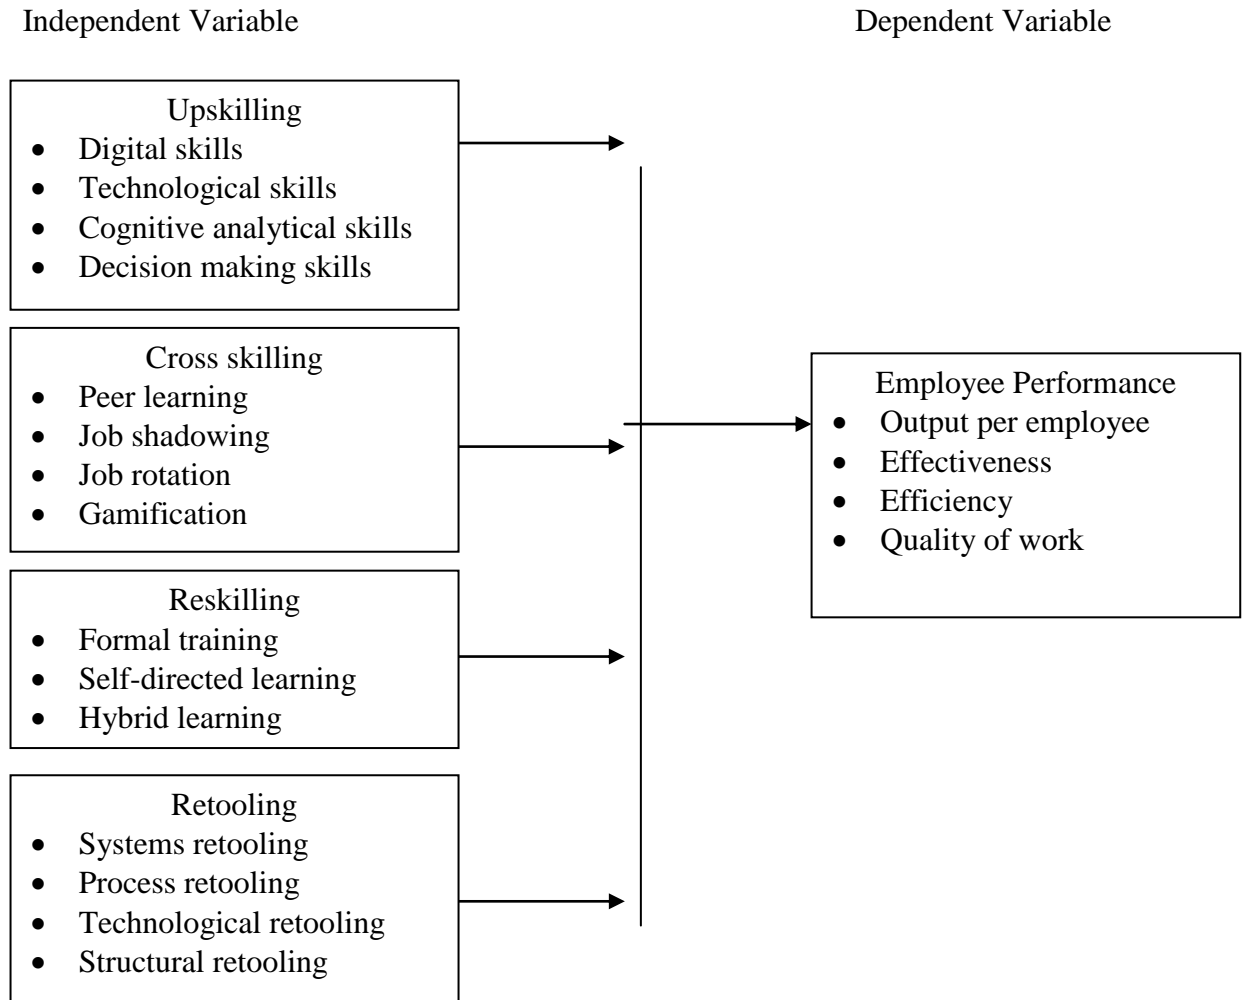 Independent Variable
Dependent Variable
Upskilling
• Digital skills
• Technological skills
• Cognitive analytical skills
• Decision making skills
Cross skilling
• Peer learning
• Job shadowing
• Job rotation
• Gamification
Reskilling
• Formal training
• Self-directed learning
• Hybrid learning
Retooling
• Systems retooling
• Process retooling
• Technological retooling
• Structural retooling
Employee Performance
• Output per employee
• Effectiveness
• Efficiency
• Quality of work